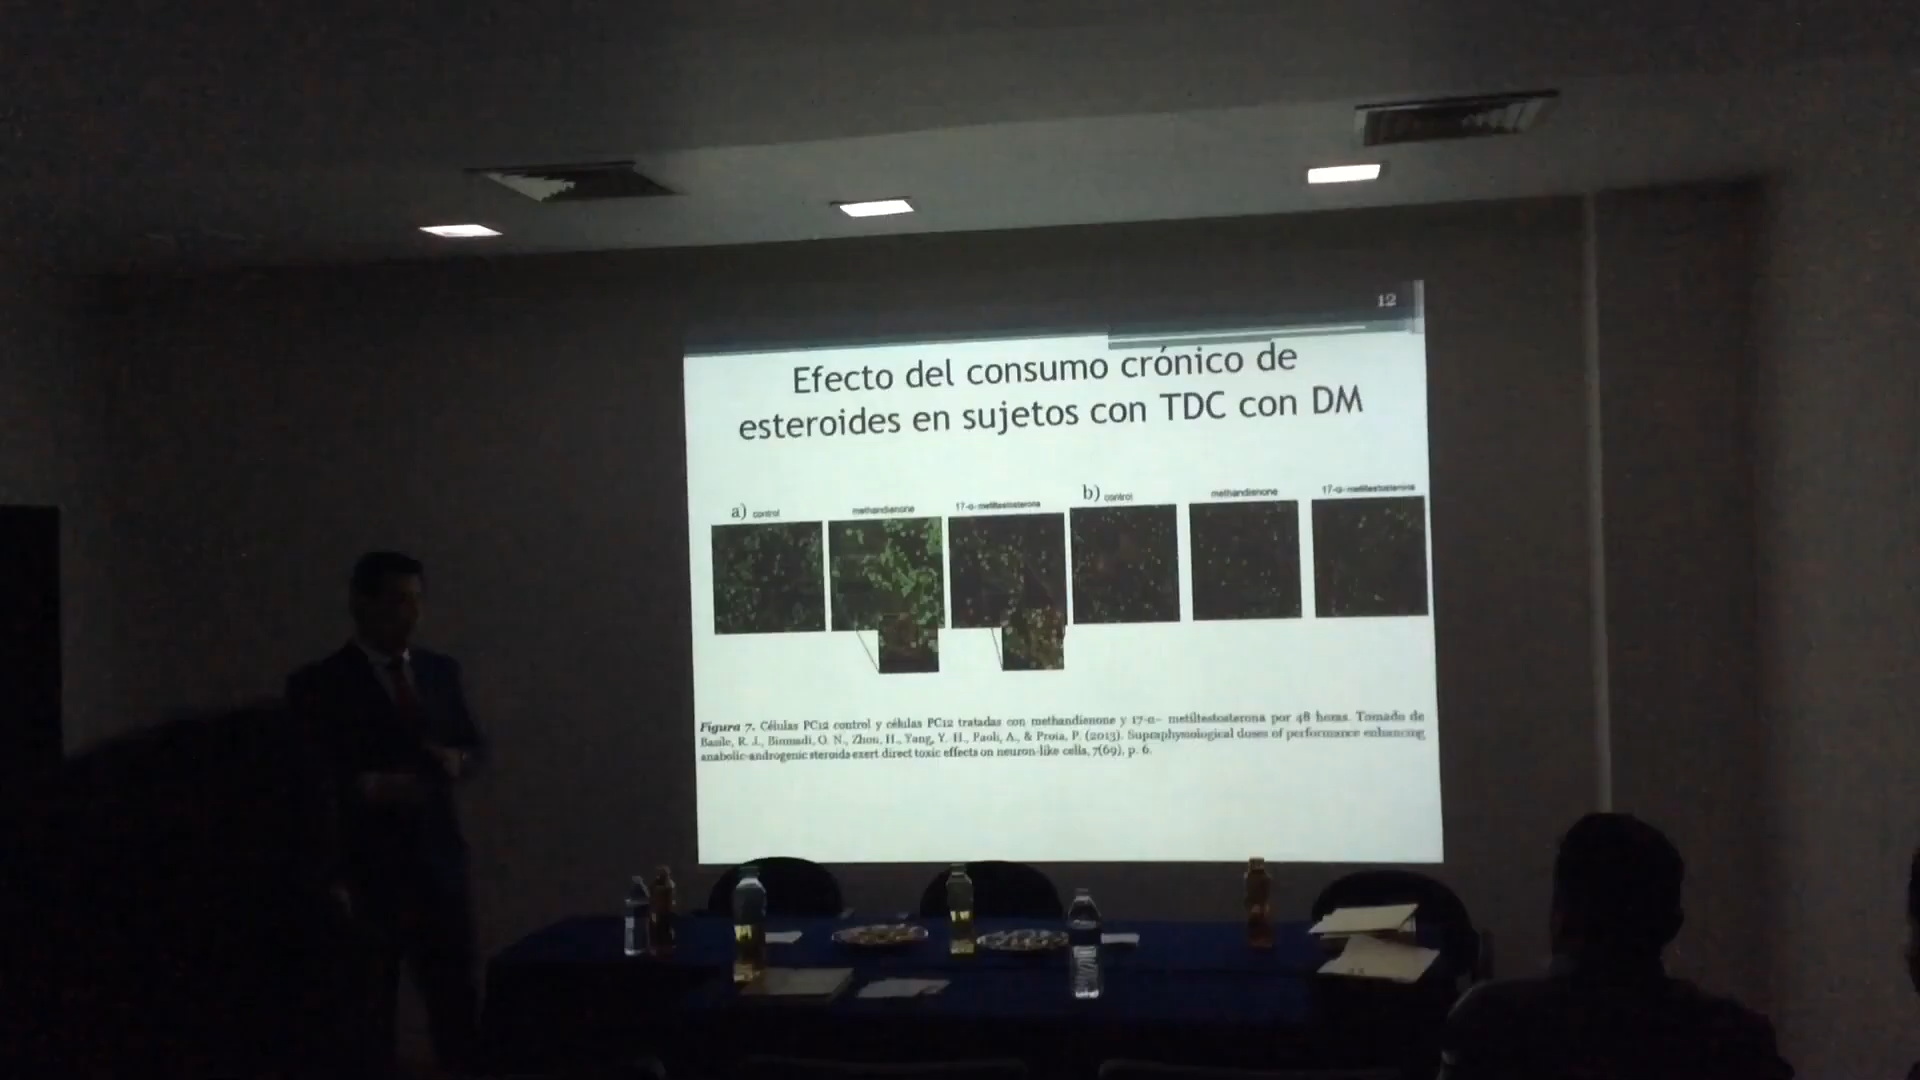 12
Efecto del consumo crónico de
esteroides en sujetos con TDC con DM
a) control methandienone 17-α- metiltestosterona b) control methandienone 17-α- metiltestosterona
Figura 7. Células PC12 control y células PC12 tratadas con methandienone y 17-α- metiltestosterona por 48 horas. Tomado de
Basile, R. J., Binmadi, O. N., Zhou, H., Yang, Y. H., Paoli, A., & Proia, P. (2013). Supraphysiological doses of performance enhancing
anabolic-androgenic steroids exert direct toxic effects on neuron-like cells, 7(69), p. 6.